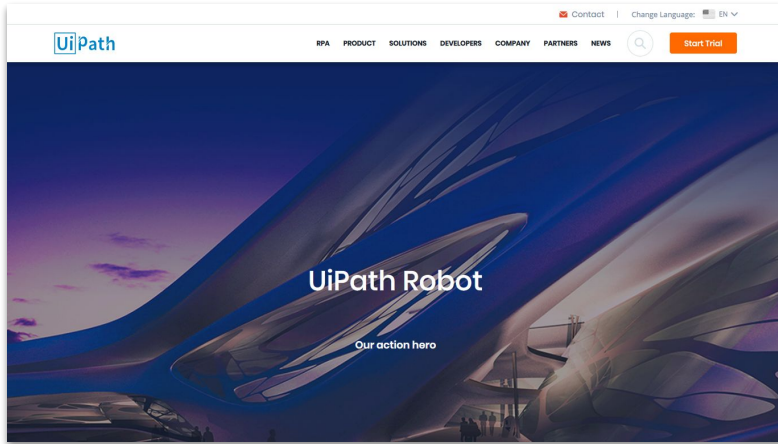 Contact | Change Language: EN
UiPath
RPA PRODUCT SOLUTIONS DEVELOPERS COMPANY PARTNERS NEWS Start Trial
UiPath Robot
Our action hero